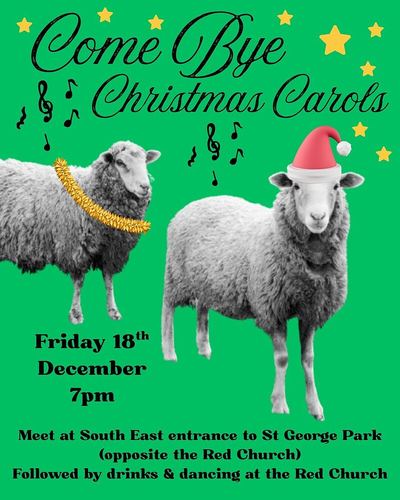 Come Bye
Christmas Carols
Friday 18th
December
7pm
Meet at South East entrance to St George Park
(opposite the Red Church)
Followed by drinks & dancing at the Red Church